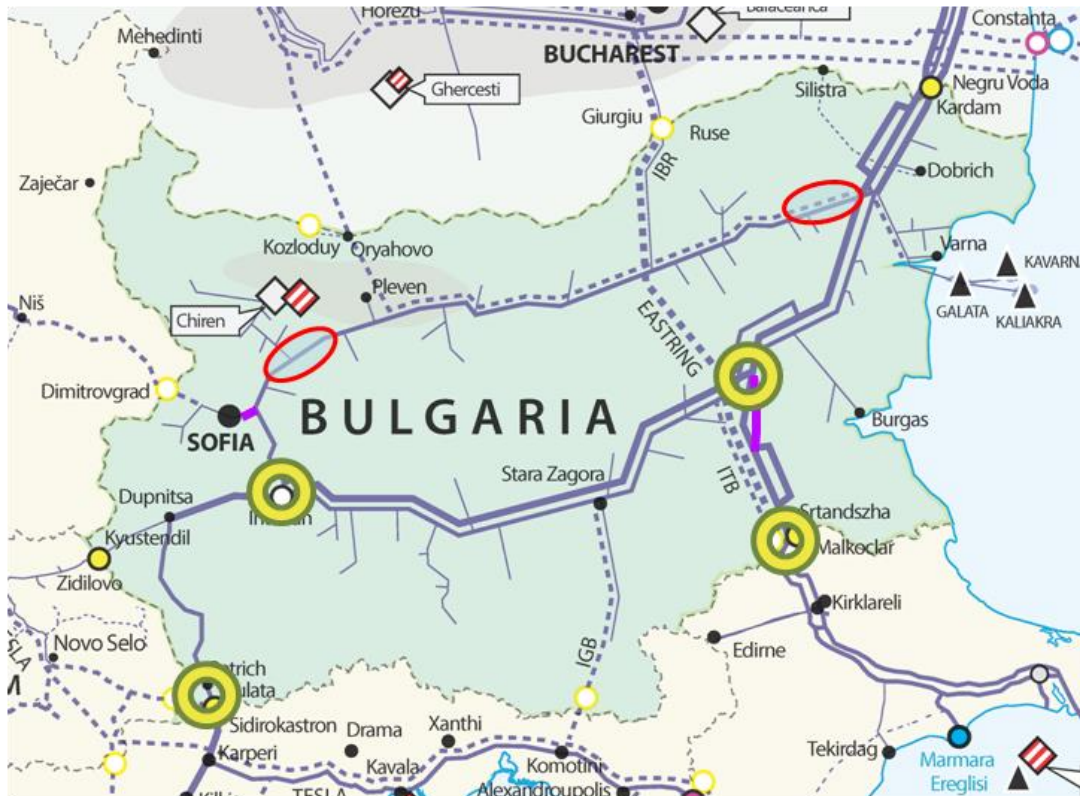 Horezu
Balaceanca
Constanta
Mehedinti
BUCHAREST
Ghercesti
Silistra
Negru Voda
Kardam
Giurgiu
Ruse
IBR
Dobrich
Zaječar
Kozloduy
Oryahovo
Varna
KAVARNA
Pleven
GALATA
KALIAKRA
Niš
Chiren
EASTRING
Dimitrovgrad
BULGARIA
SOFIA
Burgas
Stara Zagora
ITB
Dupnitsa
Srtandszha
Malkoclar
Kyustendil
Zidilovo
Kirklareli
Novo Selo
IGB
Edirne
M
Sidirokastron
Drama
Xanthi
Karperi
Kavala
Komotini
Tekirdag
Marmara
Ereglisi
TESLA
Alexandroupolis